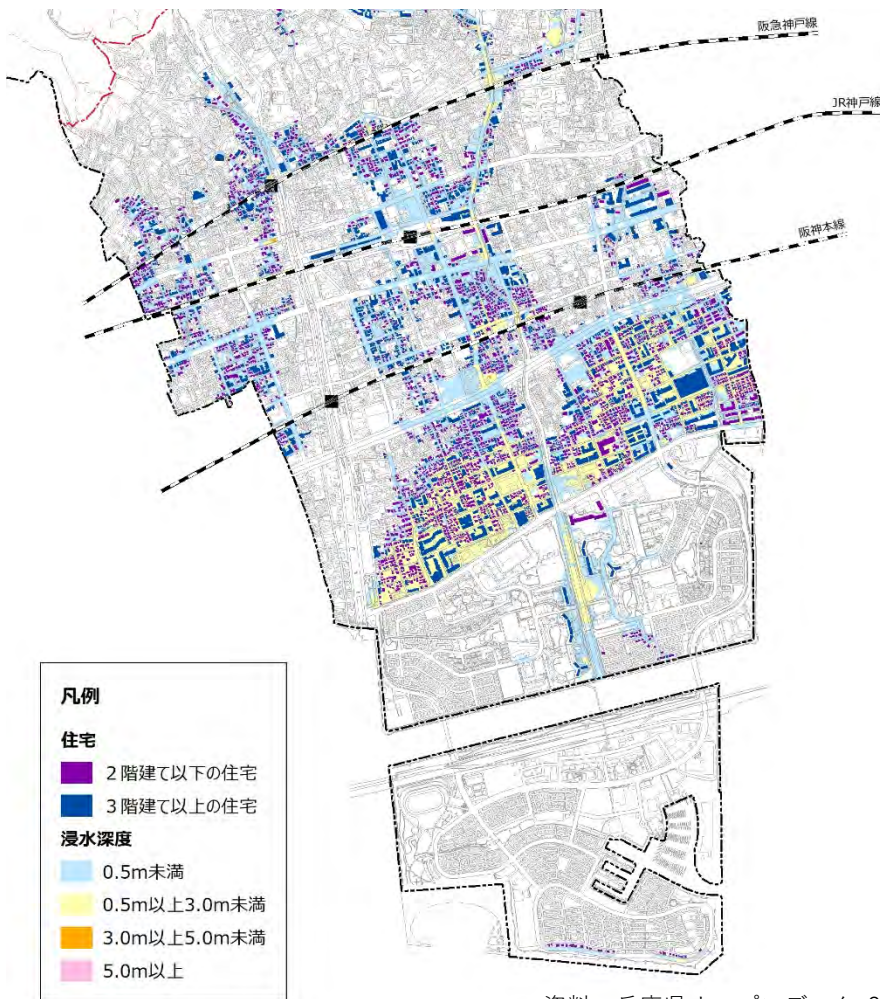 阪急神戸線
JR神戸線
阪神本線
凡例
住宅
2階建て以下の住宅
3階建て以上の住宅
浸水深度
0.5m未満
0.5m以上3.0m未満
3.0m以上5.0m未満
5.0m以上